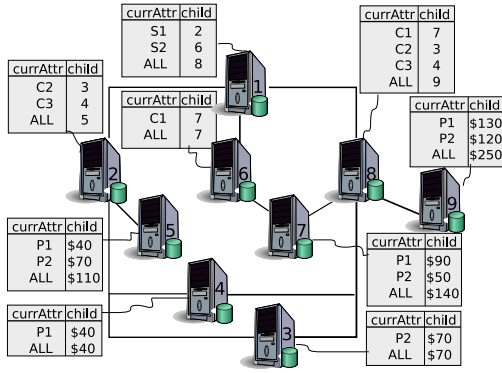 currAttr child
S1 2
S2 6
ALL 8
currAttr child
C1 7
C2 3
C3 4
ALL 9
currAttr child
C2 3
C3 4
ALL 5
currAttr child
C1 7
ALL 7
currAttr child
P1 $130
P2 $120
ALL $250
1
2
6
8
9
5
7
currAttr child
P1 $40
P2 $70
ALL $110
currAttr child
P1 $90
P2 $50
ALL $140
4
3
currAttr child
P1 $40
ALL $40
currAttr child
P2 $70
ALL $70